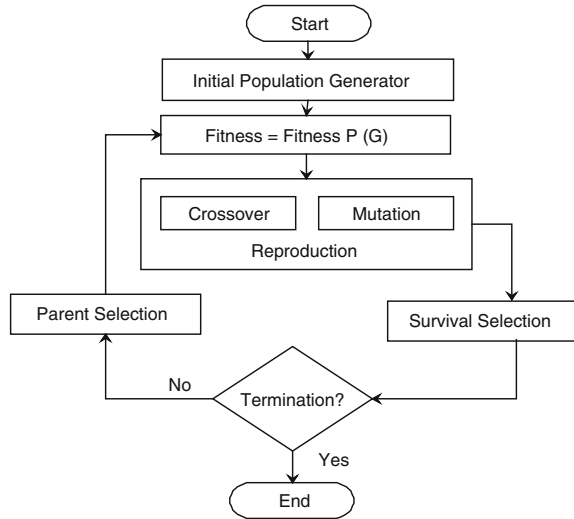 Start
Initial Population Generator
Fitness = Fitness P (G)
Crossover
Mutation
Reproduction
Parent Selection
Survival Selection
Termination?
No
Yes
End